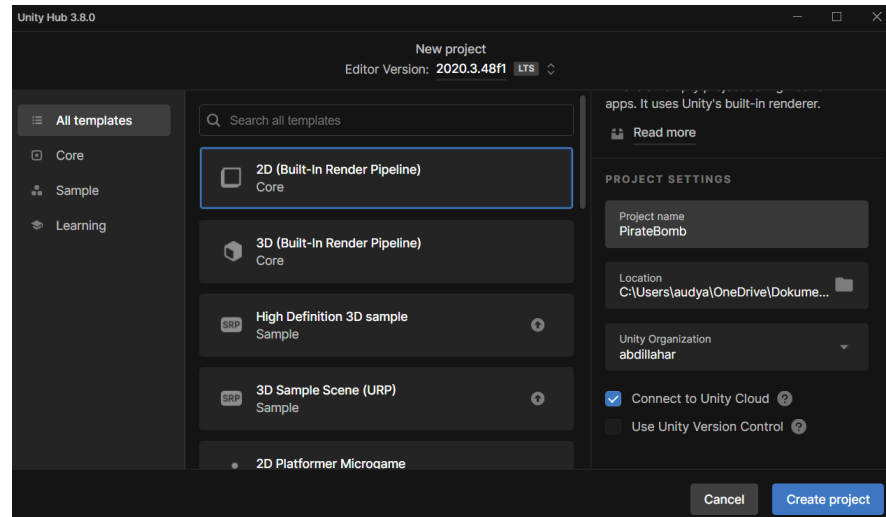 Unity Hub 3.8.0
New project
Editor Version: 2020.3.48f1 LTS
All templates
Core
Sample
Learning
Search all templates
2D (Built-In Render Pipeline)
Core
3D (Built-In Render Pipeline)
Core
SRP
High Definition 3D sample
Sample
SRP
3D Sample Scene (URP)
Sample
2D Platformer Microgame
apps. It uses Unity's built-in renderer.
Read more
PROJECT SETTINGS
Project name
PirateBomb
Location
C:\Users\audya\OneDrive\Dokume...
Unity Organization
abdillahar
Connect to Unity Cloud ?
Use Unity Version Control ?
Cancel
Create project